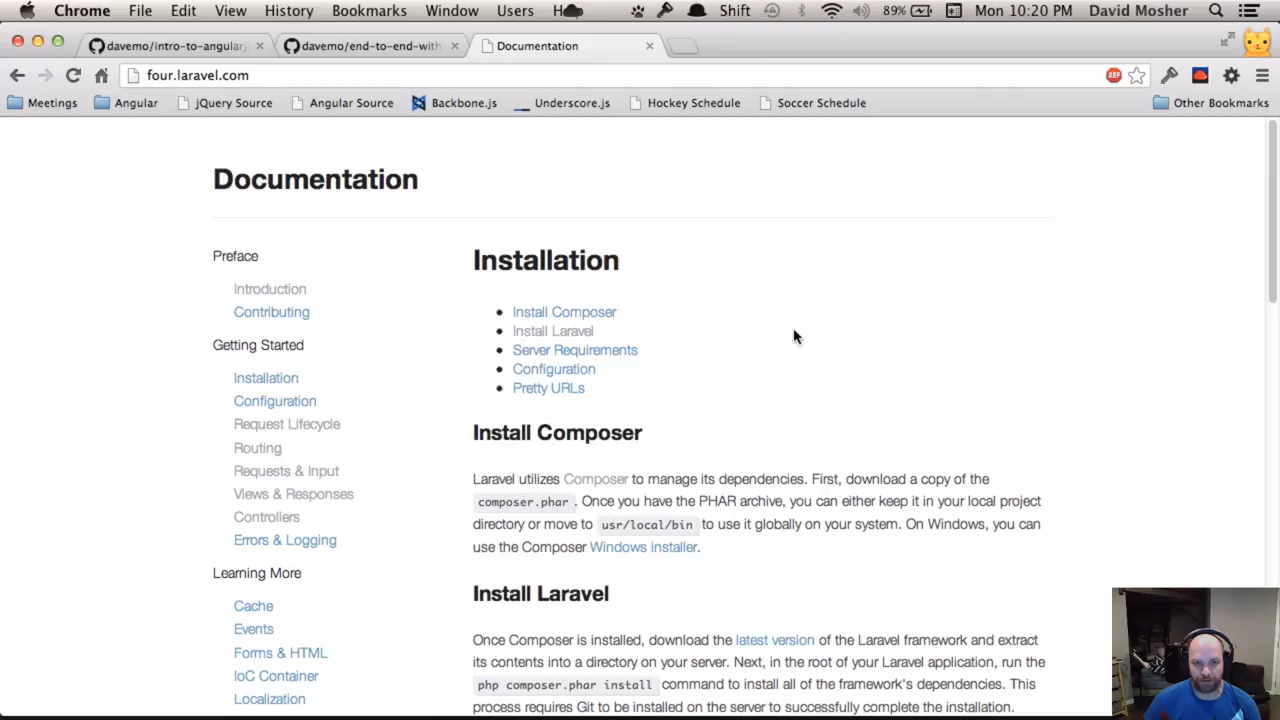 Chrome File Edit View History Bookmarks Window Users H Shift 89% Mon 10:20 PM David Mosher
davemo/intro-to-angular davemo/end-to-end-with Documentation
four.laravel.com ABP
Meetings Angular jQuery Source Angular Source Backbone.js Underscore.js Hockey Schedule Soccer Schedule Other Bookmarks
Documentation
Preface
Introduction
Contributing
Getting Started
Installation
Configuration
Request Lifecycle
Routing
Requests & Input
Views & Responses
Controllers
Errors & Logging
Learning More
Cache
Events
Forms & HTML
IoC Container
Localization
Installation
Install Composer
Install Laravel
Server Requirements
Configuration
Pretty URLs
Install Composer
Laravel utilizes Composer to manage its dependencies. First, download a copy of the
composer.phar . Once you have the PHAR archive, you can either keep it in your local project
directory or move to usr/local/bin to use it globally on your system. On Windows, you can
use the Composer Windows installer.
Install Laravel
Once Composer is installed, download the latest version of the Laravel framework and extract
its contents into a directory on your server. Next, in the root of your Laravel application, run the
php composer.phar install command to install all of the framework's dependencies. This
process requires Git to be installed on the server to successfully complete the installation.